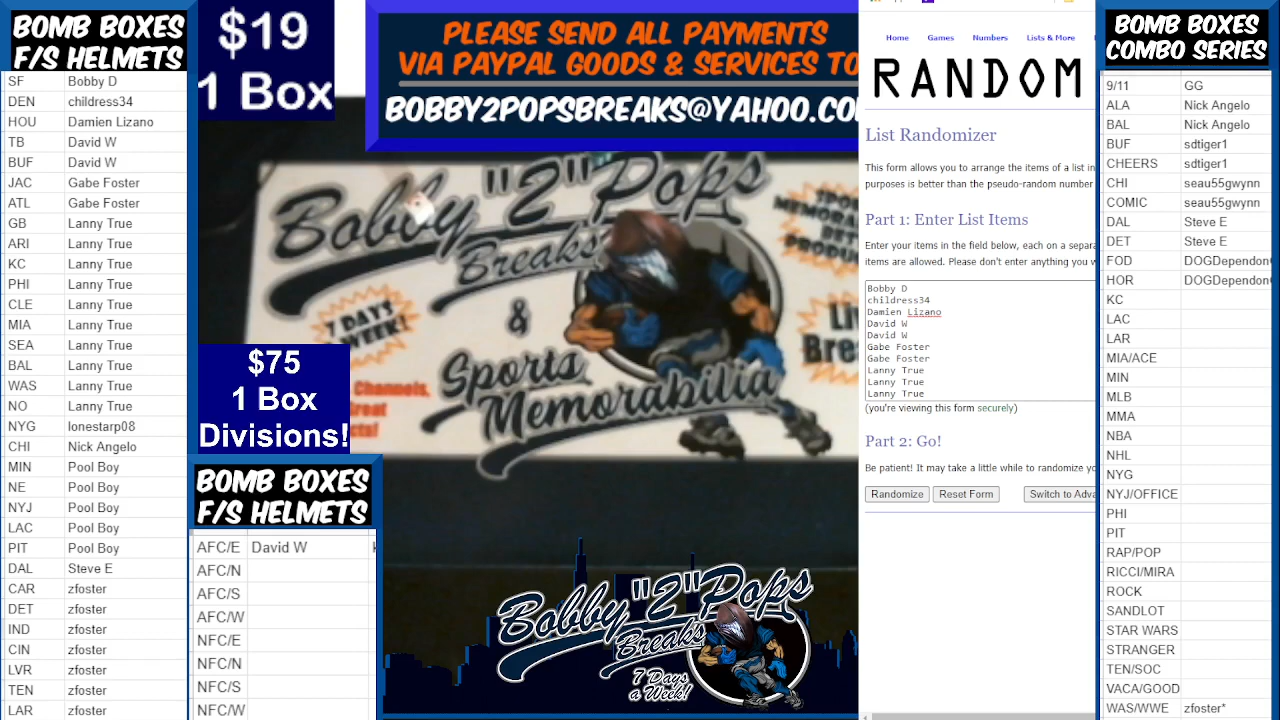 BOMB BOXES
F/S HELMETS
SF Bobby D
DEN childress34
HOU Damien Lizano
TB David W
BUF David W
JAC Gabe Foster
ATL Gabe Foster
GB Lanny True
ARI Lanny True
KC Lanny True
PHI Lanny True
CLE Lanny True
MIA Lanny True
SEA Lanny True
BAL Lanny True
WAS Lanny True
NO Lanny True
NYG lonestarp08
CHI Nick Angelo
MIN Pool Boy
NE Pool Boy
NYJ Pool Boy
LAC Pool Boy
PIT Pool Boy
DAL Steve E
CAR zfoster
DET zfoster
IND zfoster
CIN zfoster
LVR zfoster
TEN zfoster
LAR zfoster
$19
1 Box
$75
1 Box
Divisions!
BOMB BOXES
F/S HELMETS
AFC/E David W
AFC/N
AFC/S
AFC/W
NFC/E
NFC/N
NFC/S
NFC/W
PLEASE SEND ALL PAYMENTS
VIA PAYPAL GOODS & SERVICES TO
BOBBY2POPSBREAKS@YAHOO.CO
Bobby "2" Pops
Breaks
&
Sports
Memorabilia
7 DAYS
WEEK!
Channels,
Great
Li
Bre
Bobby "2" Pops
Breaks
7 Days
a Week!
Home Games Numbers Lists & More
RANDOM
List Randomizer
This form allows you to arrange the items of a list in
purposes is better than the pseudo-random number
Part 1: Enter List Items
Enter your items in the field below, each on a separa
items are allowed. Please don't enter anything you w
Bobby D
childress34
Damien Lizano
David W
David W
Gabe Foster
Gabe Foster
Lanny True
Lanny True
Lanny True
(you're viewing this form securely)
Part 2: Go!
Be patient! It may take a little while to randomize yo
Randomize Reset Form Switch to Adva
BOMB BOXES
COMBO SERIES
9/11 GG
ALA Nick Angelo
BAL Nick Angelo
BUF sdtiger1
CHEERS sdtiger1
CHI seau55gwynn
COMIC seau55gwynn
DAL Steve E
DET Steve E
FOD DOGDependon
HOR DOGDependon
KC
LAC
LAR
MIA/ACE
MIN
MLB
MMA
NBA
NHL
NYG
NYJ/OFFICE
PHI
PIT
RAP/POP
RICCI/MIRA
ROCK
SANDLOT
STAR WARS
STRANGER
TEN/SOC
VACA/GOOD
WAS/WWE zfoster*